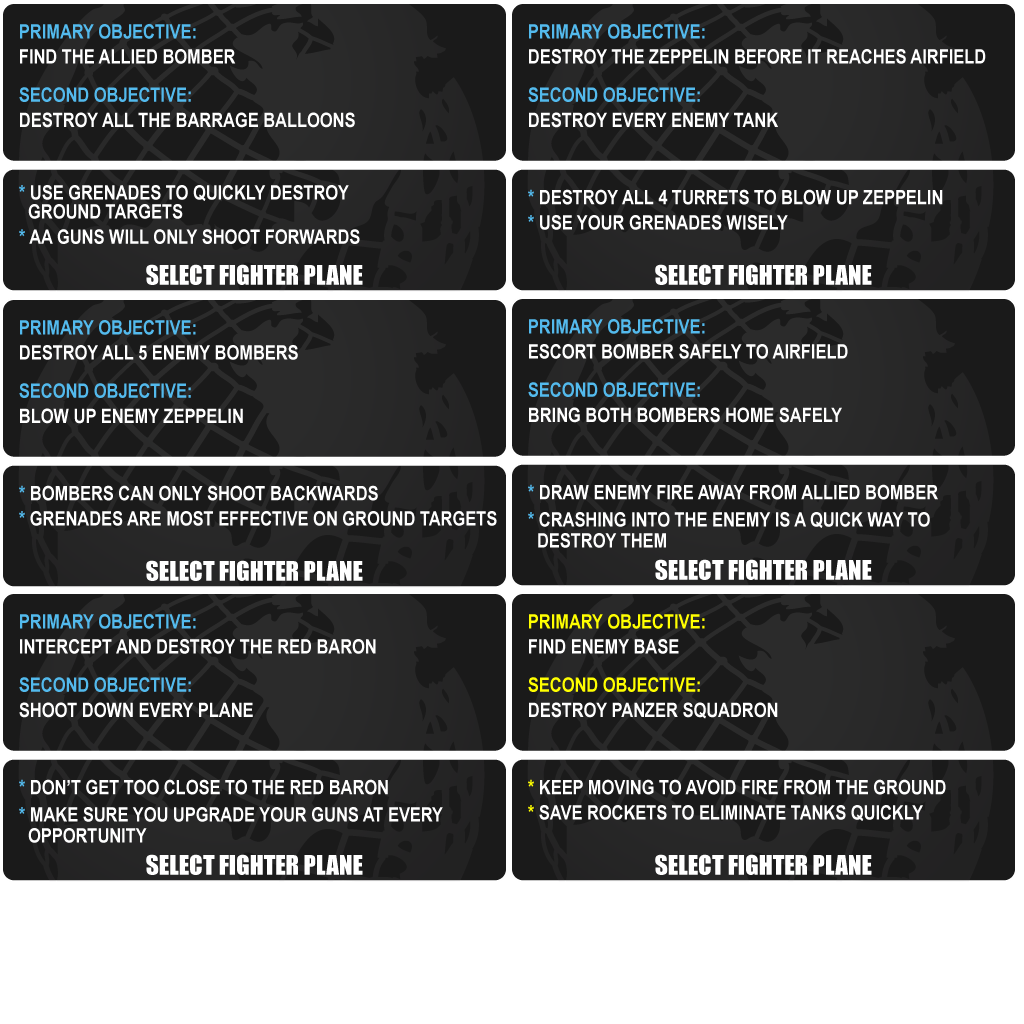 PRIMARY OBJECTIVE:
FIND THE ALLIED BOMBER
SECOND OBJECTIVE:
DESTROY ALL THE BARRAGE BALLOONS
* USE GRENADES TO QUICKLY DESTROY
GROUND TARGETS
* AA GUNS WILL ONLY SHOOT FORWARDS
SELECT FIGHTER PLANE
PRIMARY OBJECTIVE:
DESTROY THE ZEPPELIN BEFORE IT REACHES AIRFIELD
SECOND OBJECTIVE:
DESTROY EVERY ENEMY TANK
* DESTROY ALL 4 TURRETS TO BLOW UP ZEPPELIN
* USE YOUR GRENADES WISELY
SELECT FIGHTER PLANE
PRIMARY OBJECTIVE:
DESTROY ALL 5 ENEMY BOMBERS
SECOND OBJECTIVE:
BLOW UP ENEMY ZEPPELIN
* BOMBERS CAN ONLY SHOOT BACKWARDS
* GRENADES ARE MOST EFFECTIVE ON GROUND TARGETS
SELECT FIGHTER PLANE
PRIMARY OBJECTIVE:
ESCORT BOMBER SAFELY TO AIRFIELD
SECOND OBJECTIVE:
BRING BOTH BOMBERS HOME SAFELY
* DRAW ENEMY FIRE AWAY FROM ALLIED BOMBER
* CRASHING INTO THE ENEMY IS A QUICK WAY TO
DESTROY THEM
SELECT FIGHTER PLANE
PRIMARY OBJECTIVE:
INTERCEPT AND DESTROY THE RED BARON
SECOND OBJECTIVE:
SHOOT DOWN EVERY PLANE
* DON'T GET TOO CLOSE TO THE RED BARON
* MAKE SURE YOU UPGRADE YOUR GUNS AT EVERY
OPPORTUNITY
SELECT FIGHTER PLANE
PRIMARY OBJECTIVE:
FIND ENEMY BASE
SECOND OBJECTIVE:
DESTROY PANZER SQUADRON
* KEEP MOVING TO AVOID FIRE FROM THE GROUND
* SAVE ROCKETS TO ELIMINATE TANKS QUICKLY
SELECT FIGHTER PLANE